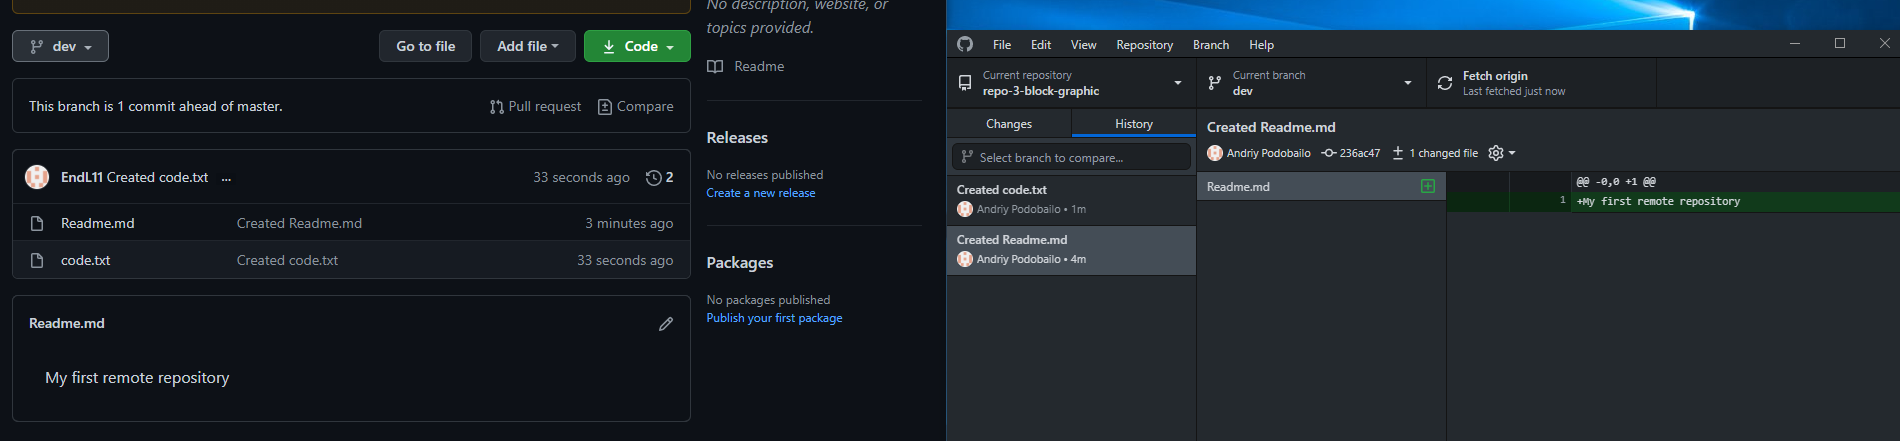 No description, website, or
topics provided.
dev
Go to file
Add file
Code
Readme
This branch is 1 commit ahead of master.
Pull request
Compare
Releases
No releases published
Create a new release
EndL11 Created code.txt ...
33 seconds ago
2
Readme.md
Created Readme.md
3 minutes ago
code.txt
Created code.txt
33 seconds ago
Packages
No packages published
Publish your first package
Readme.md
My first remote repository
File Edit View Repository Branch Help
Current repository
repo-3-block-graphic
Current branch
dev
Fetch origin
Last fetched just now
Changes
History
Select branch to compare...
Created code.txt
Andriy Podobailo • 1m
Created Readme.md
Andriy Podobailo • 4m
Created Readme.md
Andriy Podobailo
236ac47
1 changed file
Readme.md
@@ -0,0 +1 @@
1 +My first remote repository